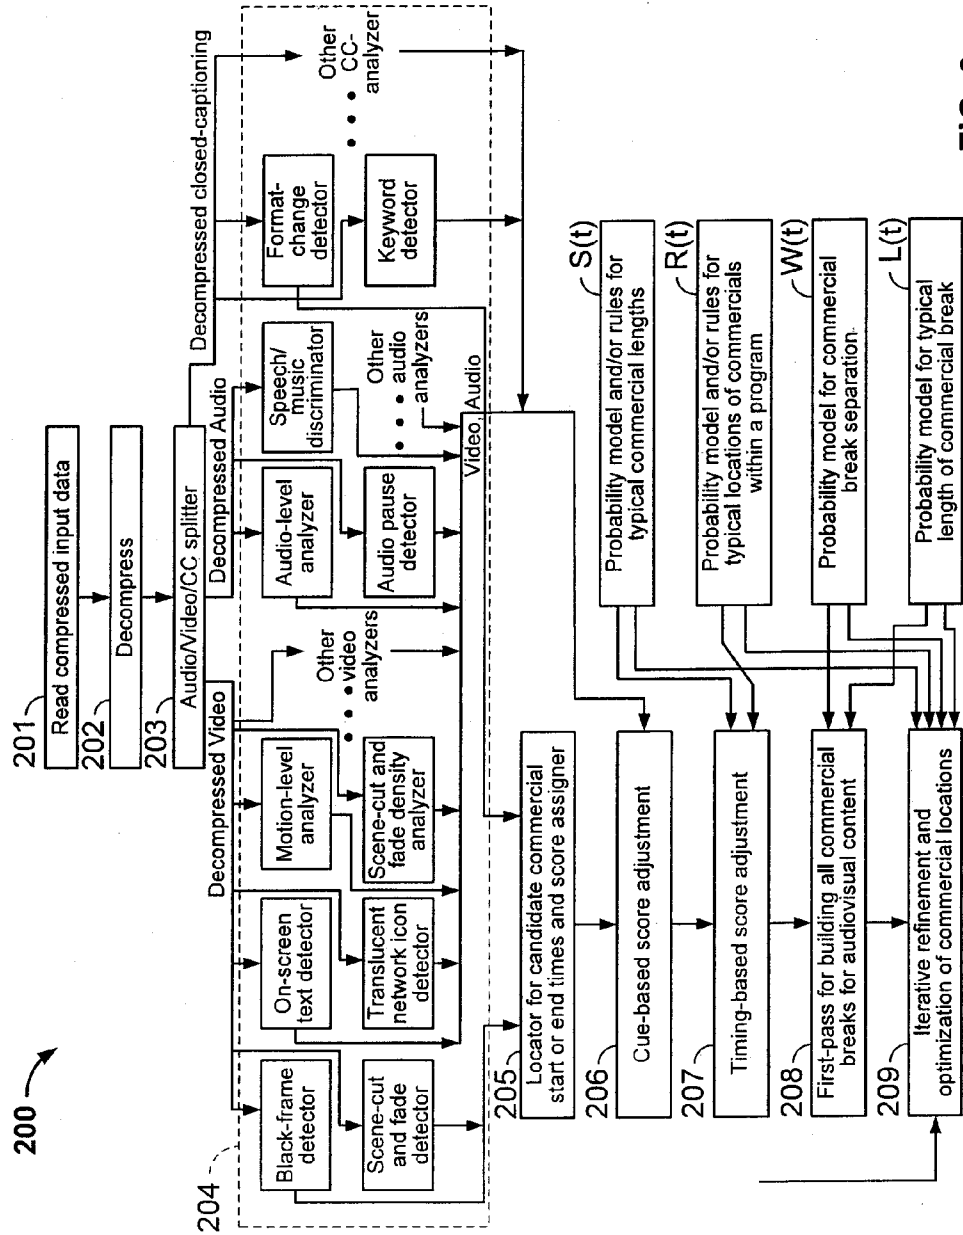 200
201
Read compressed input data
202
Decompress
203
Audio/Video/CC splitter
Decompressed Video
Decompressed Audio
Decompressed closed-captioning
204
Black-frame
detector
Scene-cut
and fade
detector
On-screen
text detector
Translucent
network icon
detector
Motion-level
analyzer
Scene-cut and
fade density
analyzer
Other
video
analyzers
Audio-level
analyzer
Audio pause
detector
Speech/
music
discriminator
Other
audio
analyzers
Format-
change
detector
Keyword
detector
Other
CC-
analyzer
Video, Audio
205
Locator for candidate commercial
start or end times and score assigner
206
Cue-based score adjustment
207
Timing-based score adjustment
208
First-pass for building all commercial
breaks for audiovisual content
209
Iterative refinement and
optimization of commercial locations
S(t)
Probability model and/or rules for
typical commercial lengths
R(t)
Probability model and/or rules for
typical locations of commercials
within a program
W(t)
Probability model for commercial
break separation
L(t)
Probability model for typical
length of commercial break